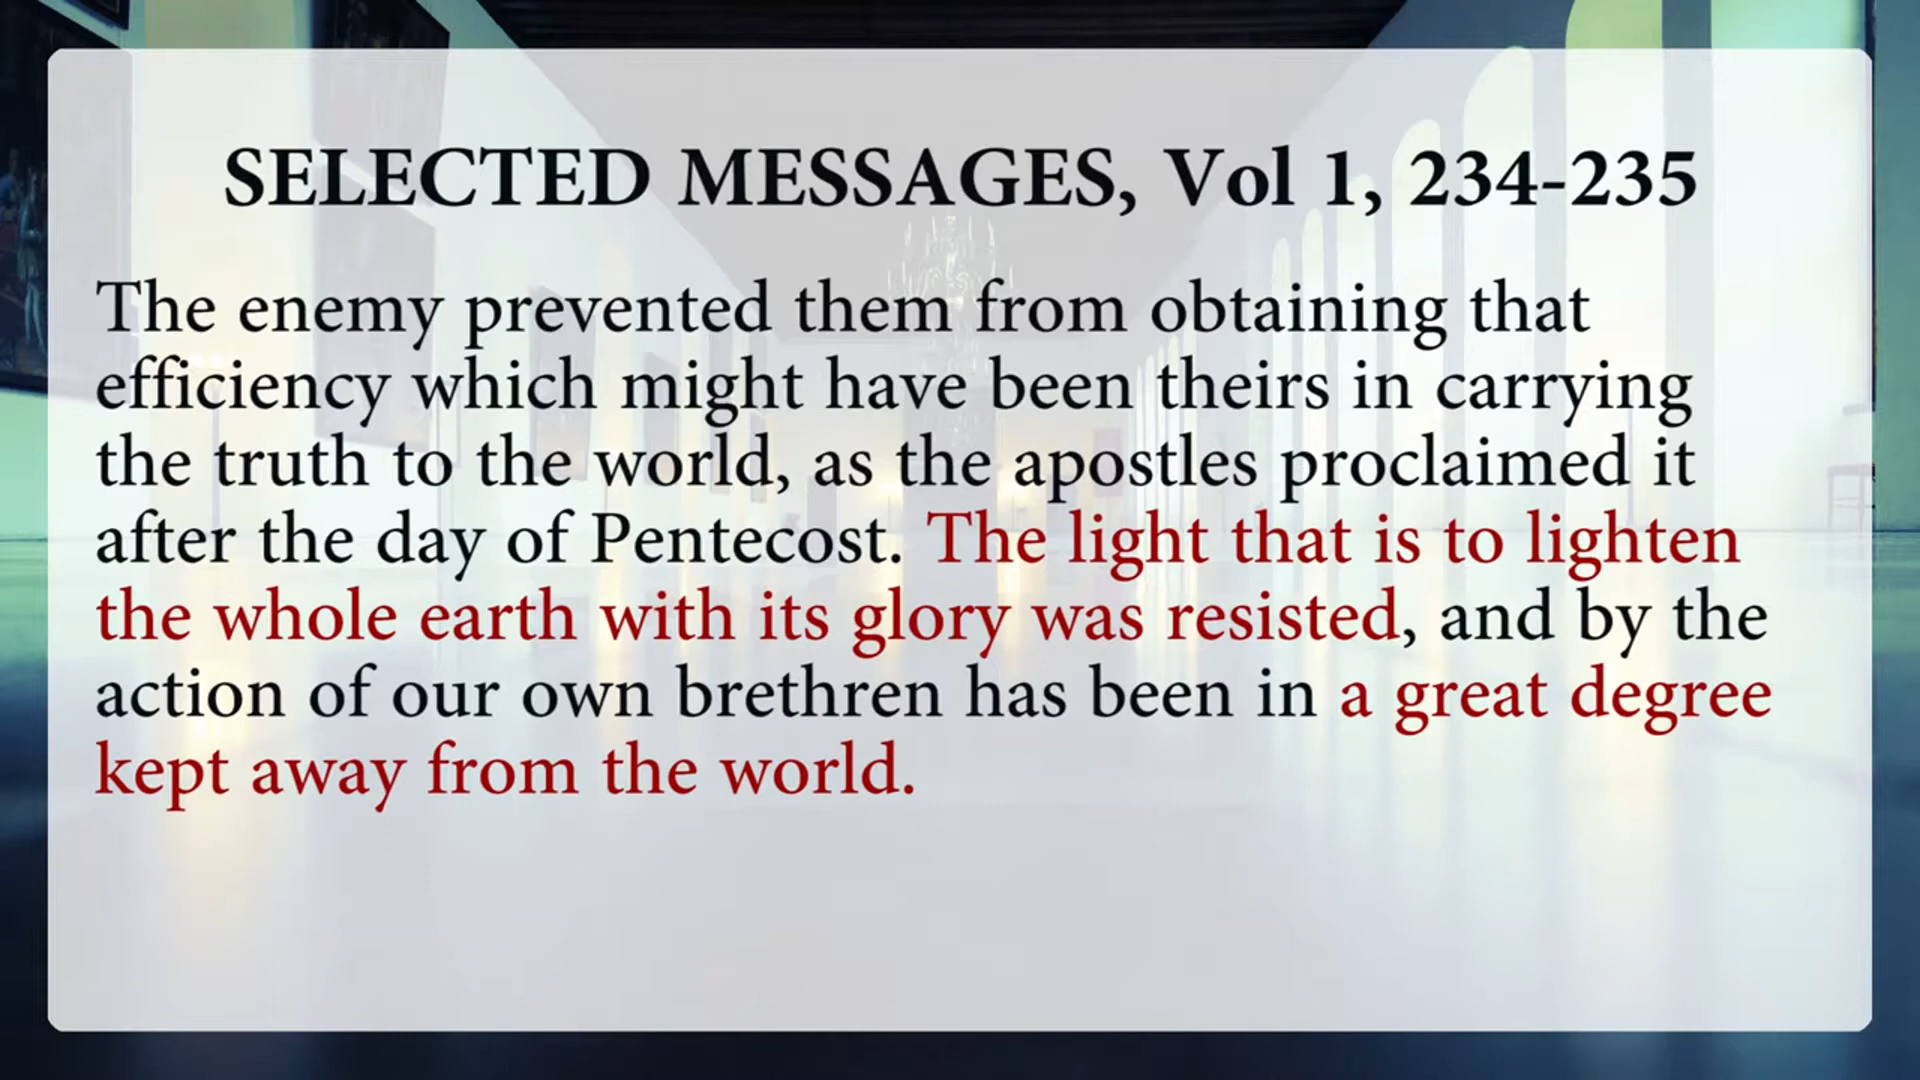 SELECTED MESSAGES, Vol 1, 234-235
The enemy prevented them from obtaining that
efficiency which might have been theirs in carrying
the truth to the world, as the apostles proclaimed it
after the day of Pentecost. The light that is to lighten
the whole earth with its glory was resisted, and by the
action of our own brethren has been in a great degree
kept away from the world.